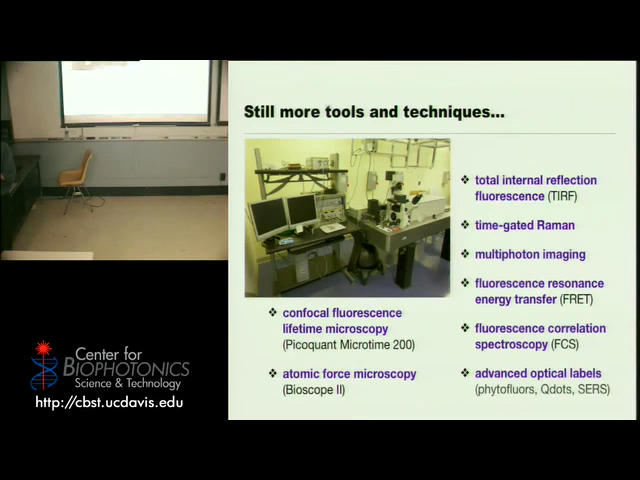 Still more tools and techniques...
❖ confocal fluorescence
lifetime microscopy
(Picoquant Microtime 200)
❖ atomic force microscopy
(Bioscope II)
❖ total internal reflection
fluorescence (TIRF)
❖ time-gated Raman
❖ multiphoton imaging
❖ fluorescence resonance
energy transfer (FRET)
❖ fluorescence correlation
spectroscopy (FCS)
❖ advanced optical labels
(phytofluors, Qdots, SERS)
Center for
BIOPHOTONICS
Science & Technology
http://cbst.ucdavis.edu